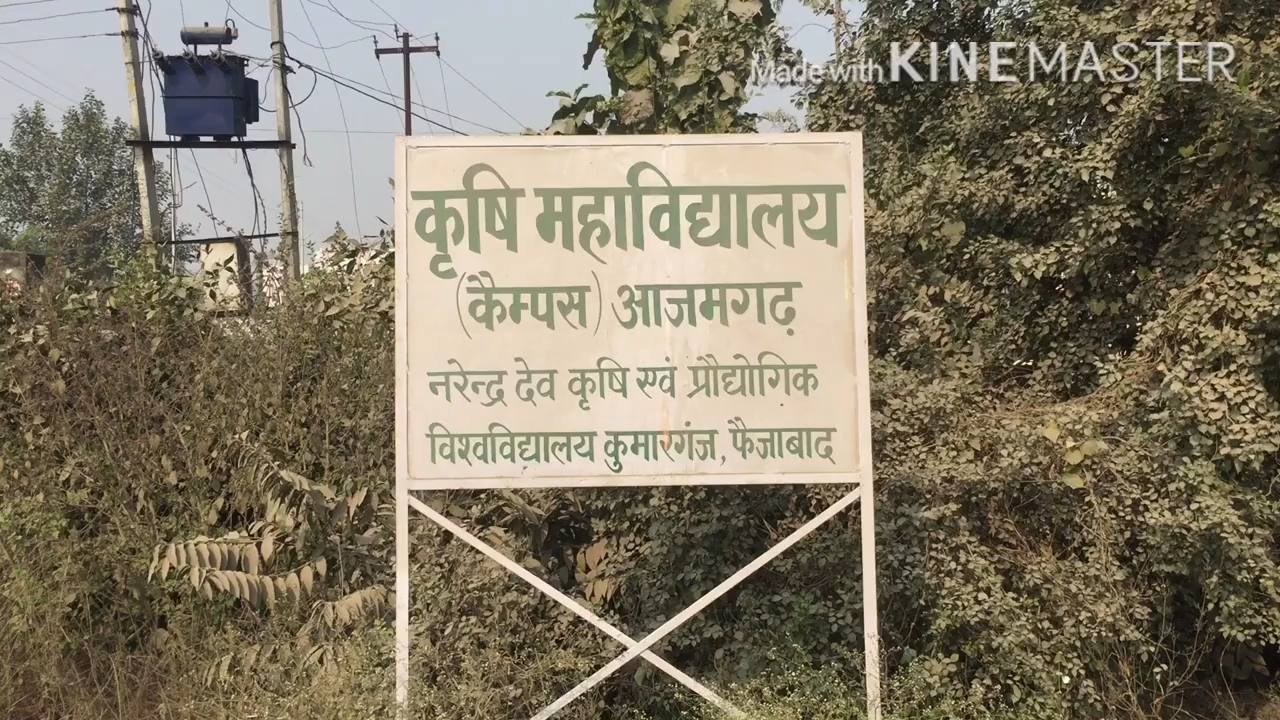 Made with KINEMASTER
कृषि महाविद्यालय
(कैम्पस) आजमगढ़
नरेन्द्र देव कृषि एवं प्रौद्योगिक
विश्वविद्यालय कुमारगंज, फैजाबाद